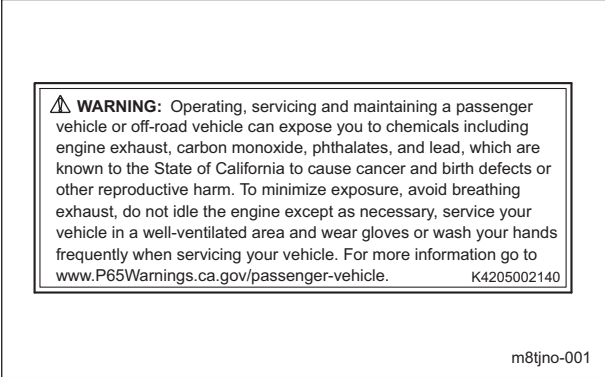 ⚠ WARNING: Operating, servicing and maintaining a passenger
vehicle or off-road vehicle can expose you to chemicals including
engine exhaust, carbon monoxide, phthalates, and lead, which are
known to the State of California to cause cancer and birth defects or
other reproductive harm. To minimize exposure, avoid breathing
exhaust, do not idle the engine except as necessary, service your
vehicle in a well-ventilated area and wear gloves or wash your hands
frequently when servicing your vehicle. For more information go to
www.P65Warnings.ca.gov/passenger-vehicle. K4205002140
m8tjno-001